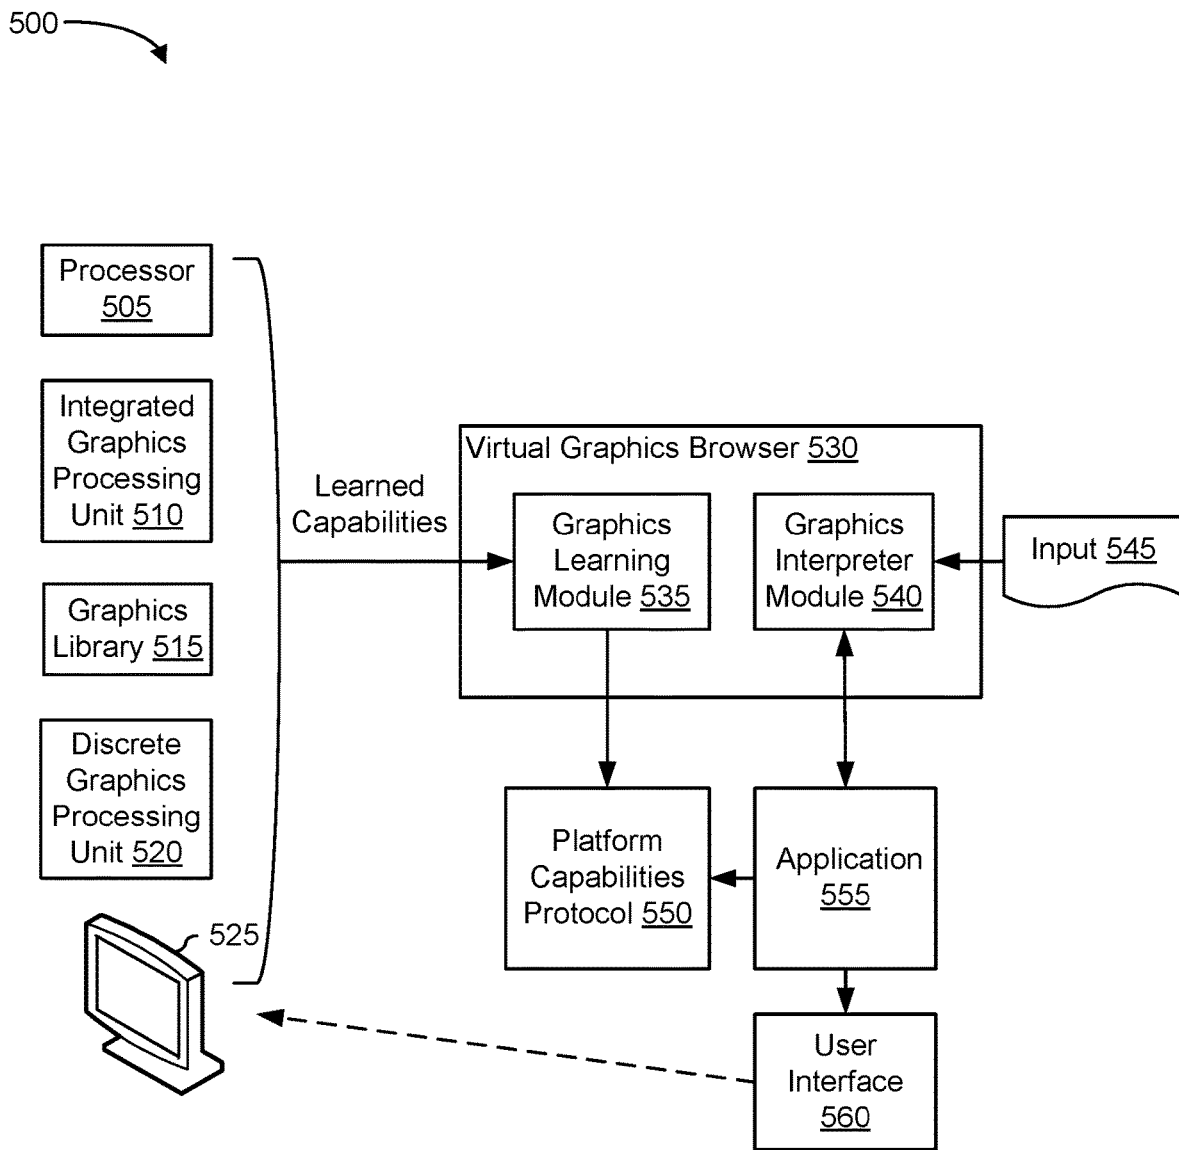 500
Processor
505
Integrated
Graphics
Processing
Unit 510
Graphics
Library 515
Discrete
Graphics
Processing
Unit 520
525
Learned
Capabilities
Virtual Graphics Browser 530
Graphics
Learning
Module 535
Graphics
Interpreter
Module 540
Input 545
Platform
Capabilities
Protocol 550
Application
555
User
Interface
560